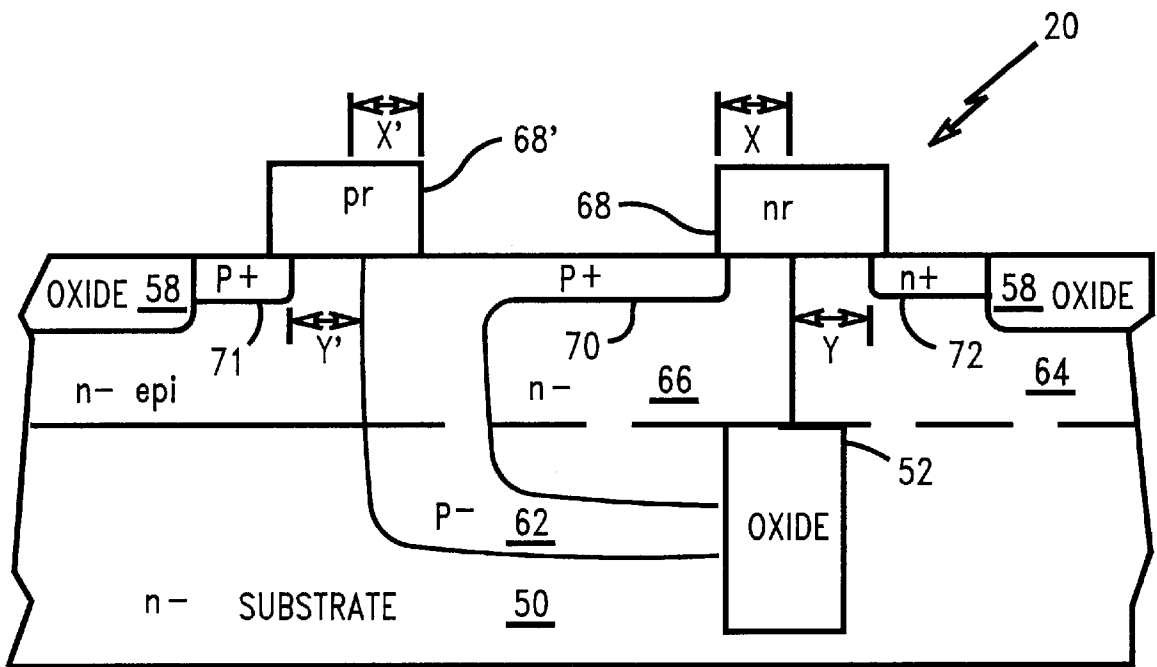 20
X'
X
68'
pr
68
nr
OXIDE 58
P+
P+
n+
58 OXIDE
71
Y'
70
Y
72
n- epi
n-
66
64
52
P-
62
OXIDE
n- SUBSTRATE 50